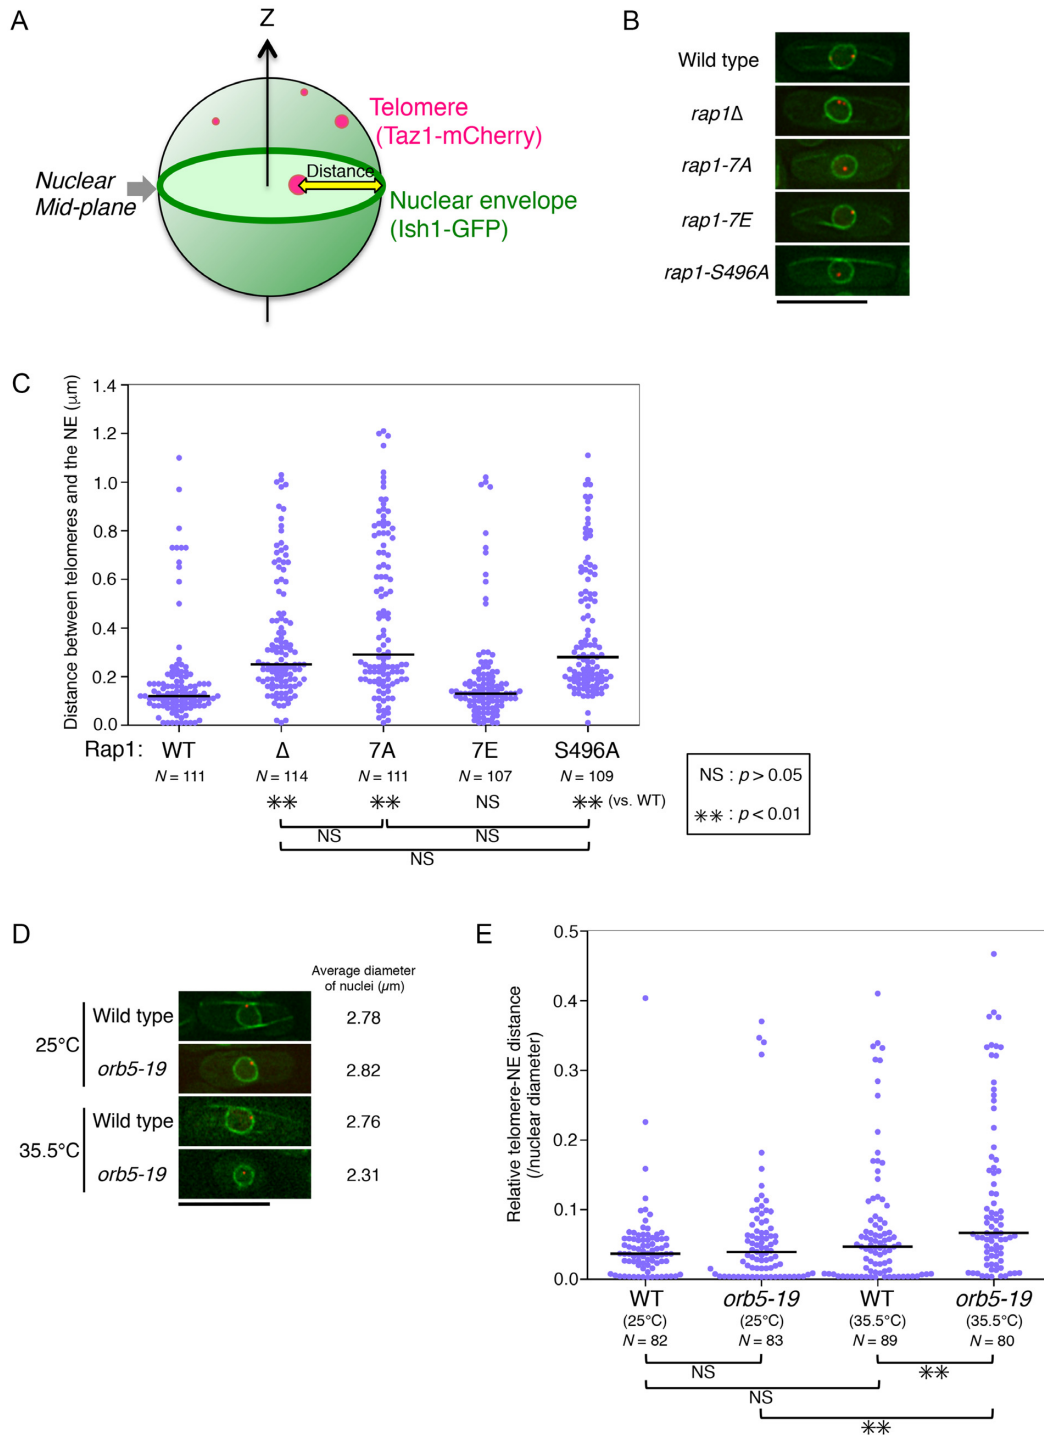 A
Z
Telomere
(Taz1-mCherry)
Distance
Nuclear
Mid-plane
Nuclear envelope
(Ish1-GFP)
B
Wild type
rap1Δ
rap1-7A
rap1-7E
rap1-S496A
C
Distance between telomeres and the NE (μm)
1.4
1.2
1.0
0.8
0.6
0.4
0.2
0.0
Rap1: WT Δ 7A 7E S496A
N = 111 N = 114 N = 111 N = 107 N = 109
** ** NS ** (vs. WT)
NS NS
NS
NS : p > 0.05
** : p < 0.01
D
Average diameter
of nuclei (μm)
25°C
Wild type 2.78
orb5-19 2.82
35.5°C
Wild type 2.76
orb5-19 2.31
E
Relative telomere-NE distance
(/nuclear diameter)
0.5
0.4
0.3
0.2
0.1
0.0
WT orb5-19 WT orb5-19
(25°C) (25°C) (35.5°C) (35.5°C)
N = 82 N = 83 N = 89 N = 80
NS **
NS
**